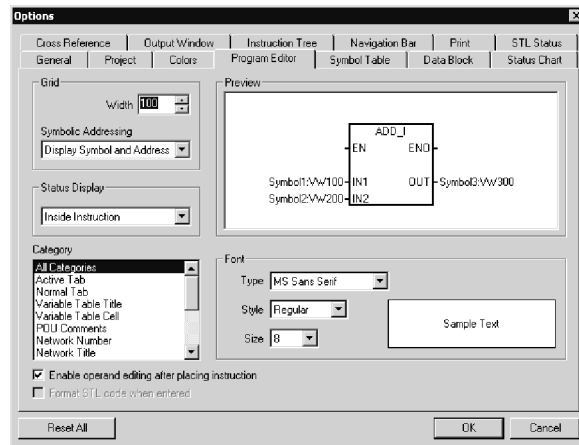 Options
Cross Reference Output Window Instruction Tree Navigation Bar Print STL Status
General Project Colors Program Editor Symbol Table Data Block Status Chart
Grid
Width 100
Symbolic Addressing
Display Symbol and Address
Status Display
Inside Instruction
Preview
ADD_I
EN ENO
Symbol1:VW100 IN1 OUT Symbol3:VW300
Symbol2:VW200 IN2
Category
All Categories
Active Tab
Normal Tab
Variable Table Title
Variable Table Cell
POU Comments
Network Number
Network Title
Font
Type MS Sans Serif
Style Regular
Size 8
Sample Text
Enable operand editing after placing instruction
Format STL code when entered
Reset All OK Cancel